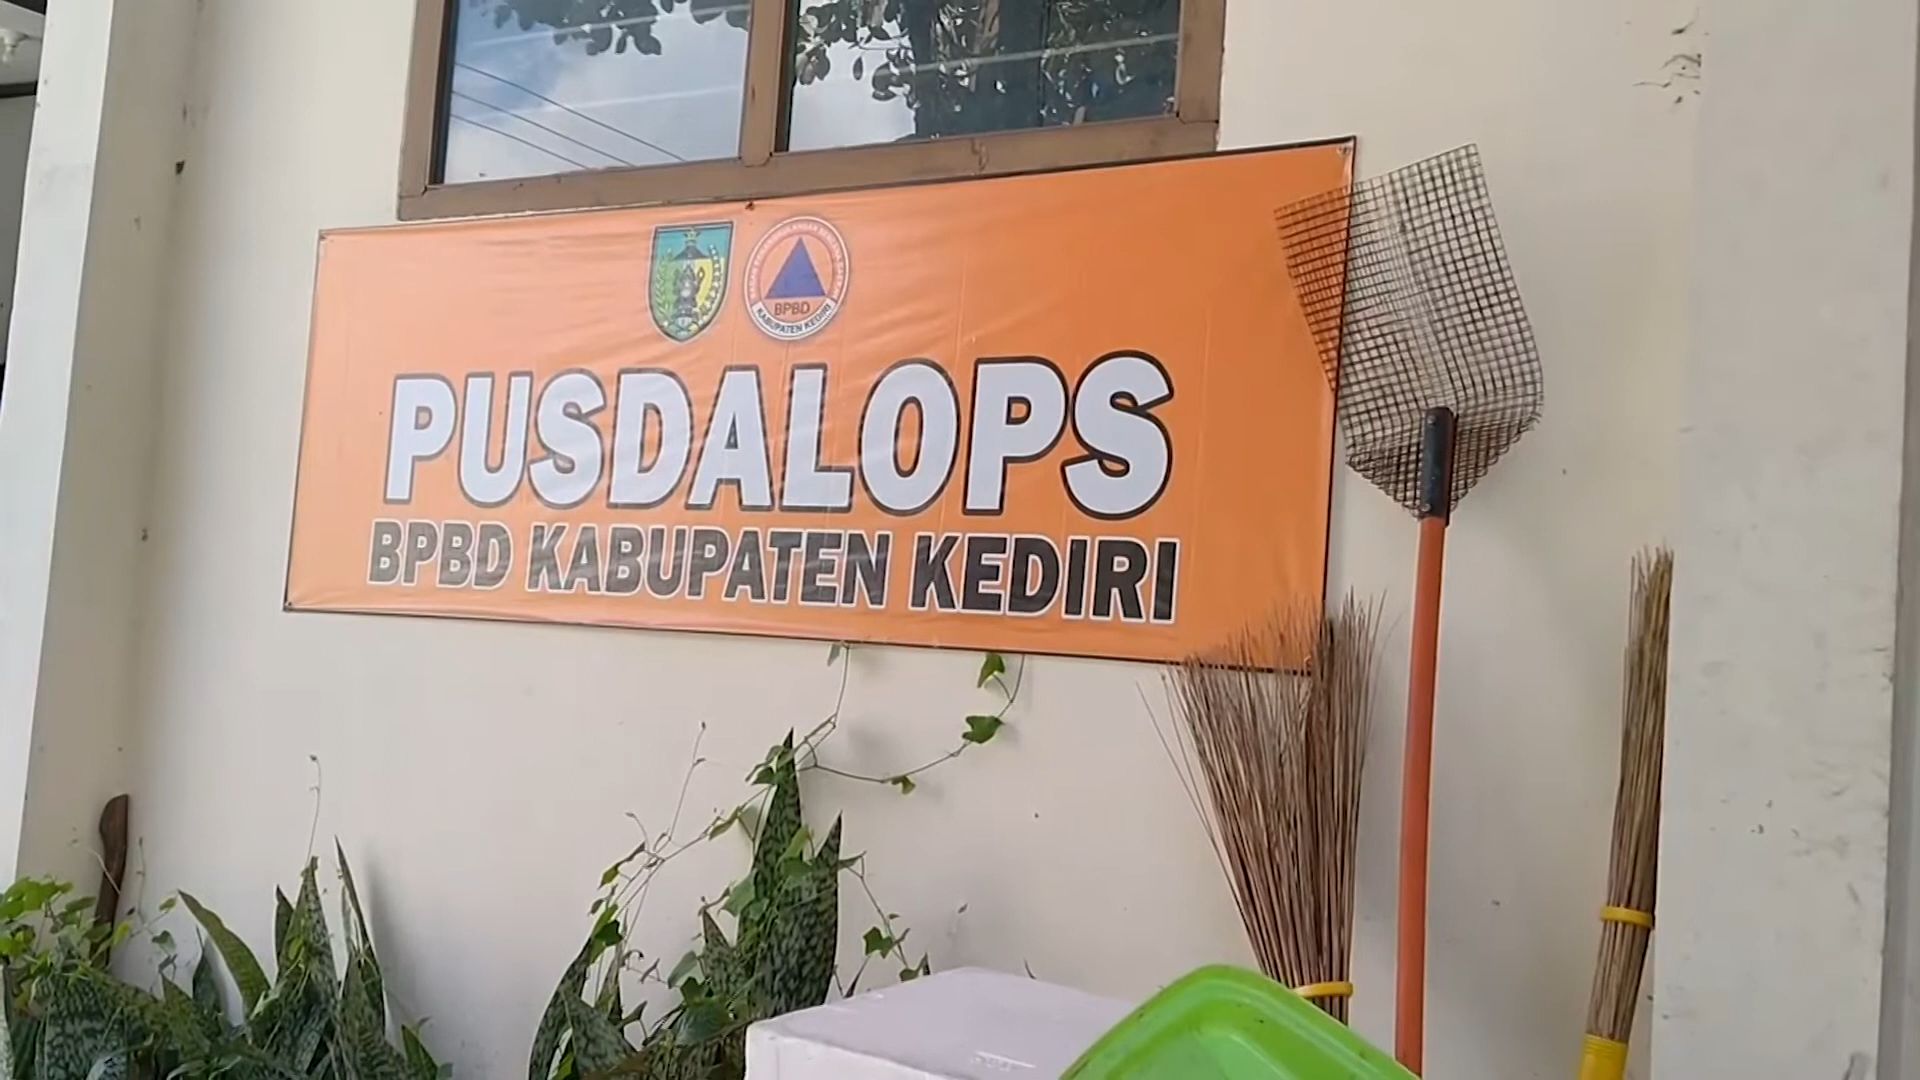 BPBD
KABUPATEN KEDIRI
PUSDALOPS
BPBD KABUPATEN KEDIRI